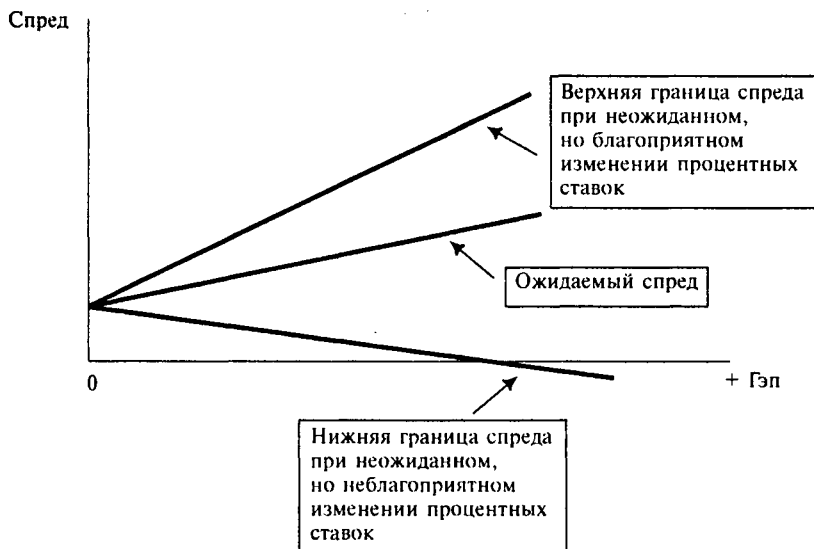 Спред
Верхняя граница спреда
при неожиданном,
но благоприятном
изменении процентных
ставок
Ожидаемый спред
0
+ Гэп
Нижняя граница спреда
при неожиданном,
но неблагоприятном
изменении процентных
ставок